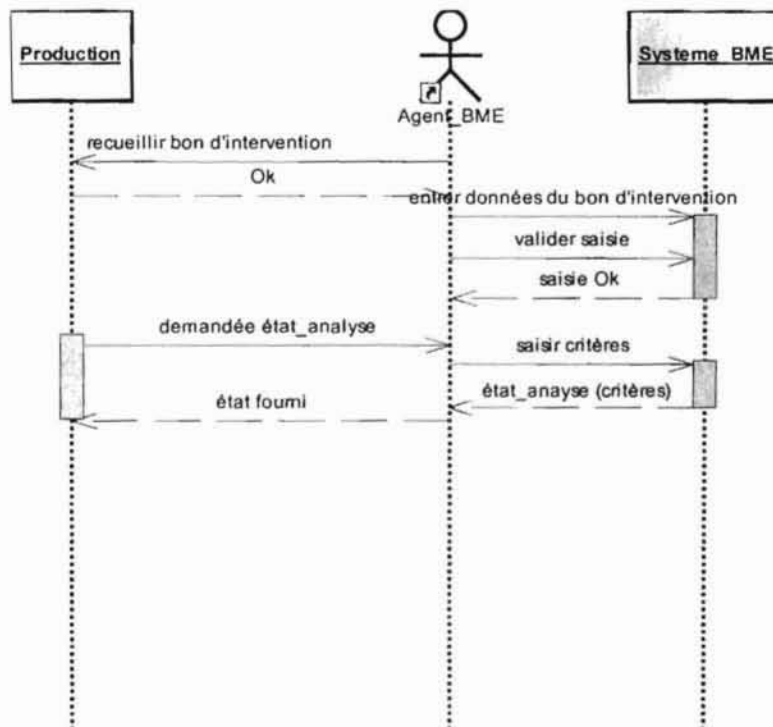 Production
Systeme_BME
Agent_BME
recueillir bon d'intervention
Ok
entrer données du bon d'intervention
valider saisie
saisie Ok
demandée état_analyse
saisir critères
état_anayse (critères)
état fourni